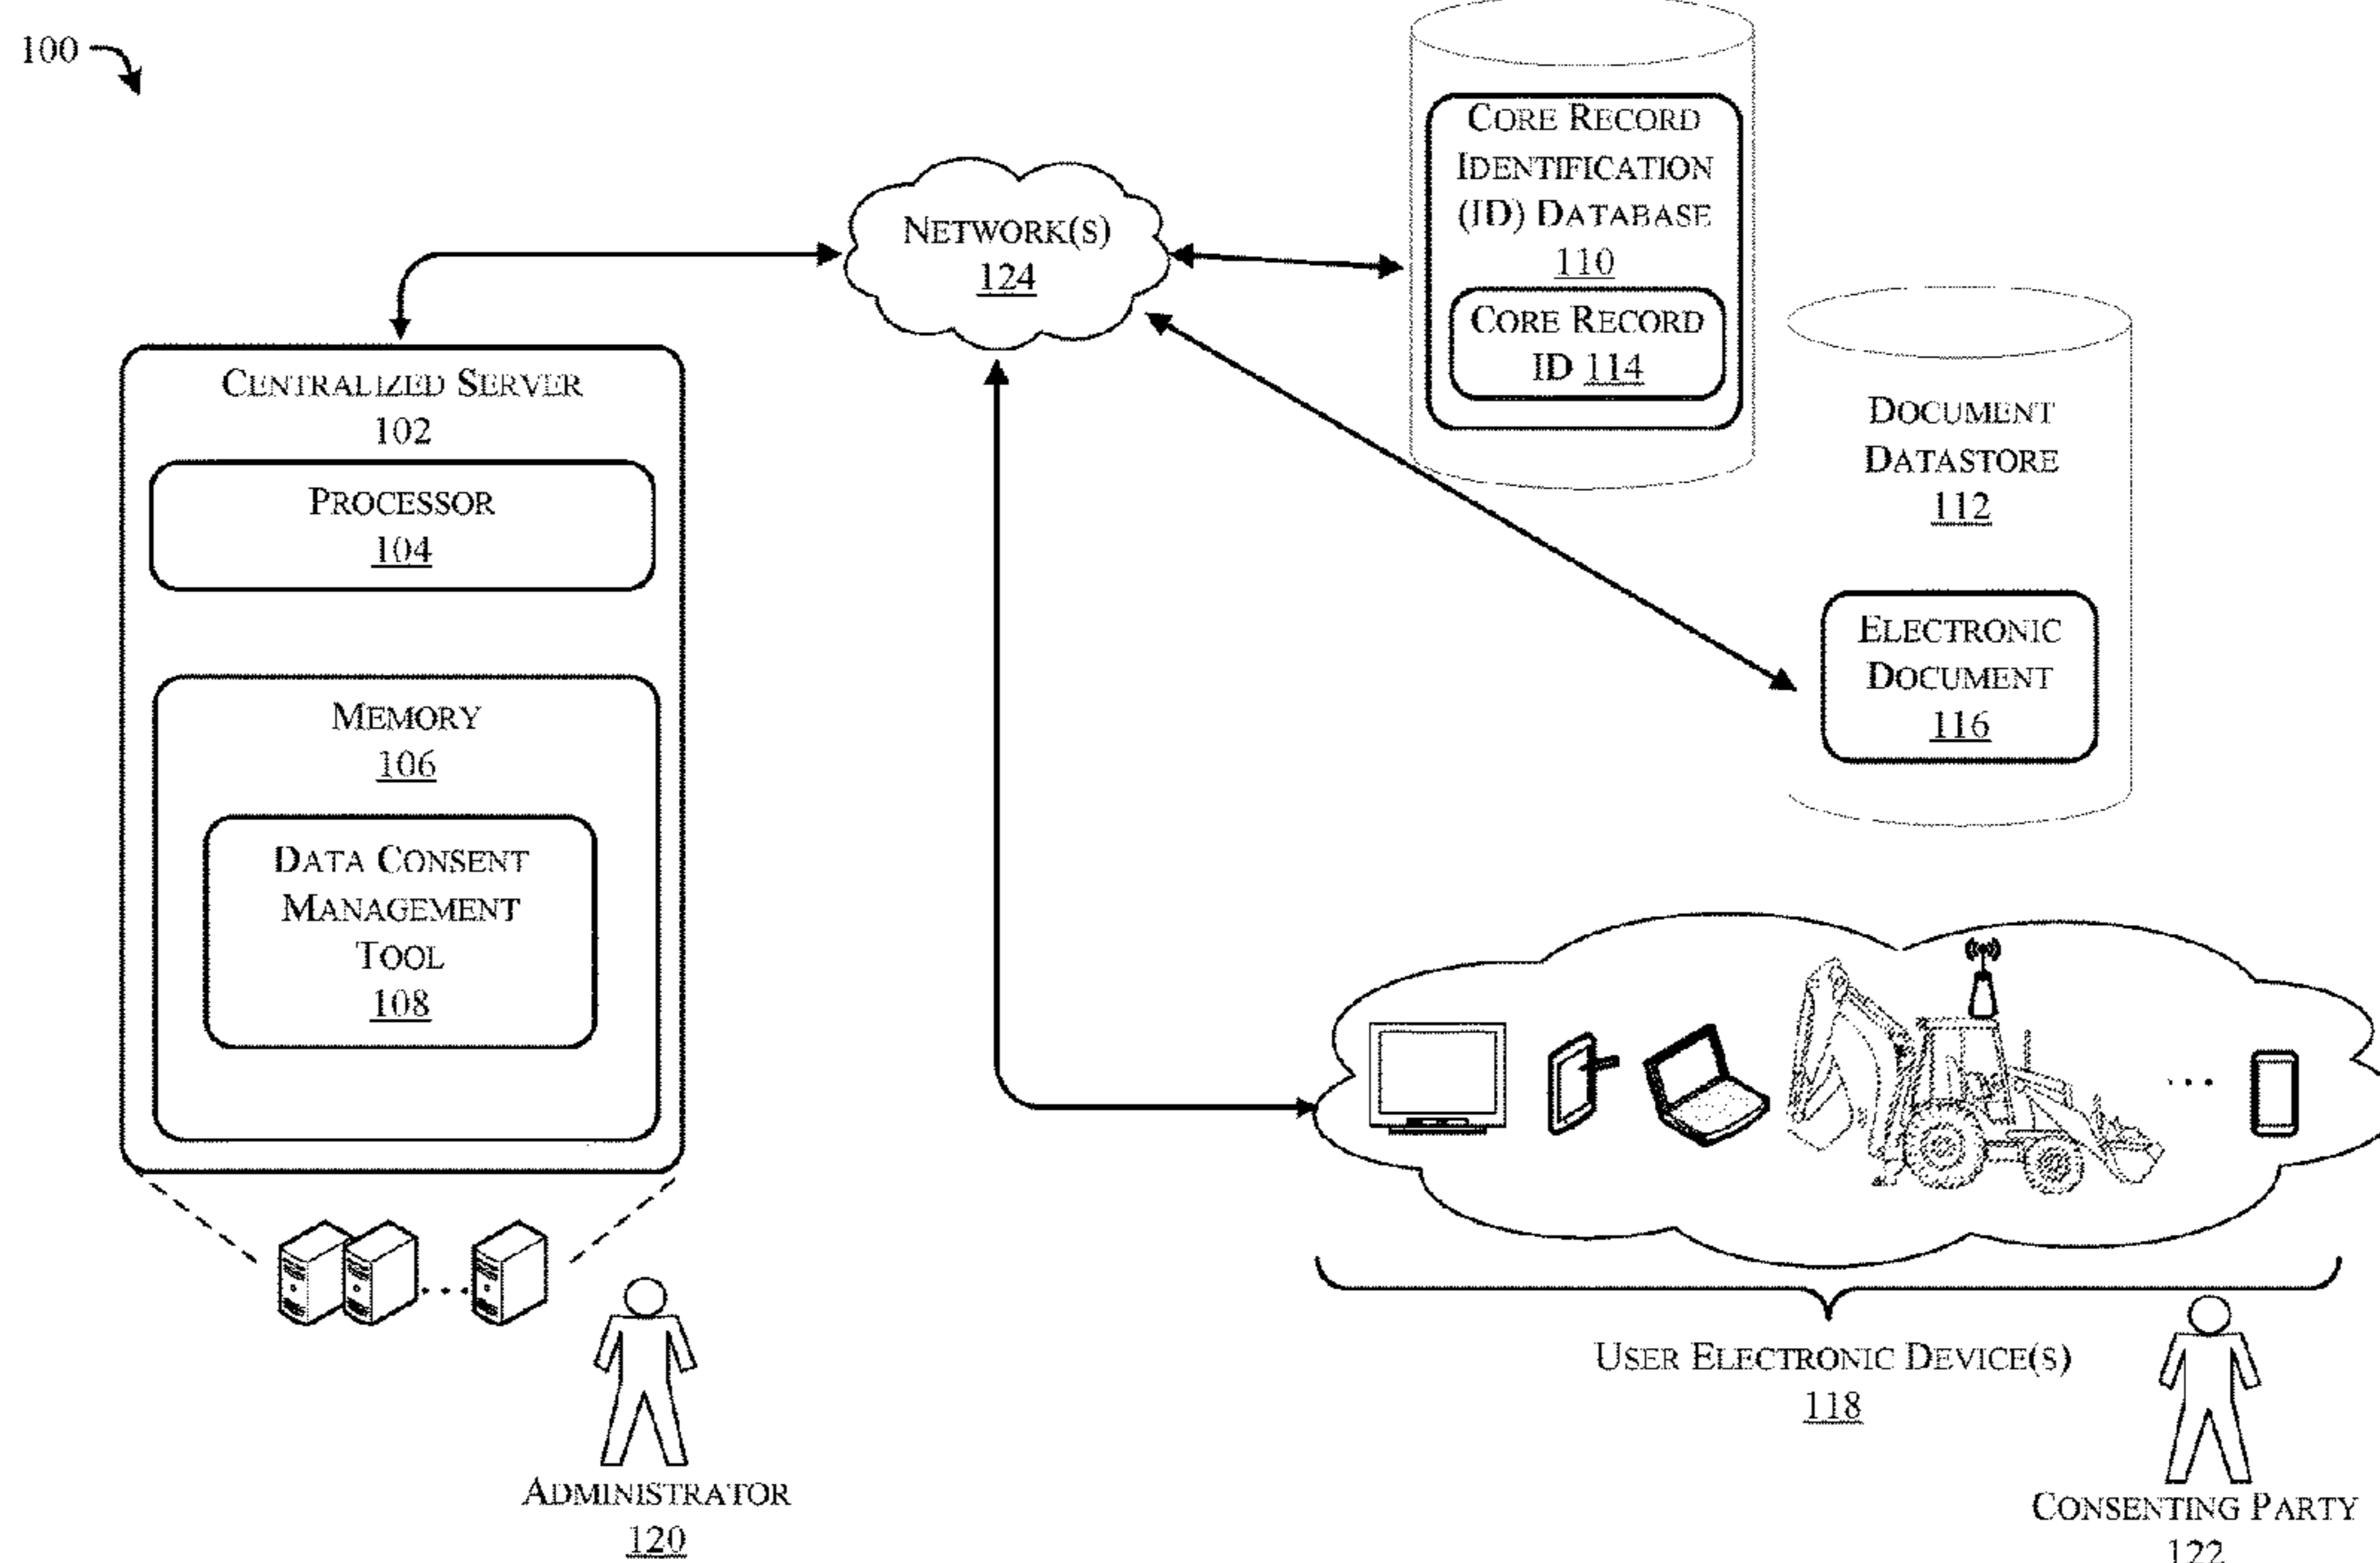 100
CORE RECORD
IDENTIFICATION
(ID) DATABASE
110
CORE RECORD
ID 114
NETWORK(S)
124
CENTRALIZED SERVER
102
PROCESSOR
104
MEMORY
106
DATA CONSENT
MANAGEMENT
TOOL
108
DOCUMENT
DATASTORE
112
ELECTRONIC
DOCUMENT
116
USER ELECTRONIC DEVICE(S)
118
ADMINISTRATOR
120
CONSENTING PARTY
122